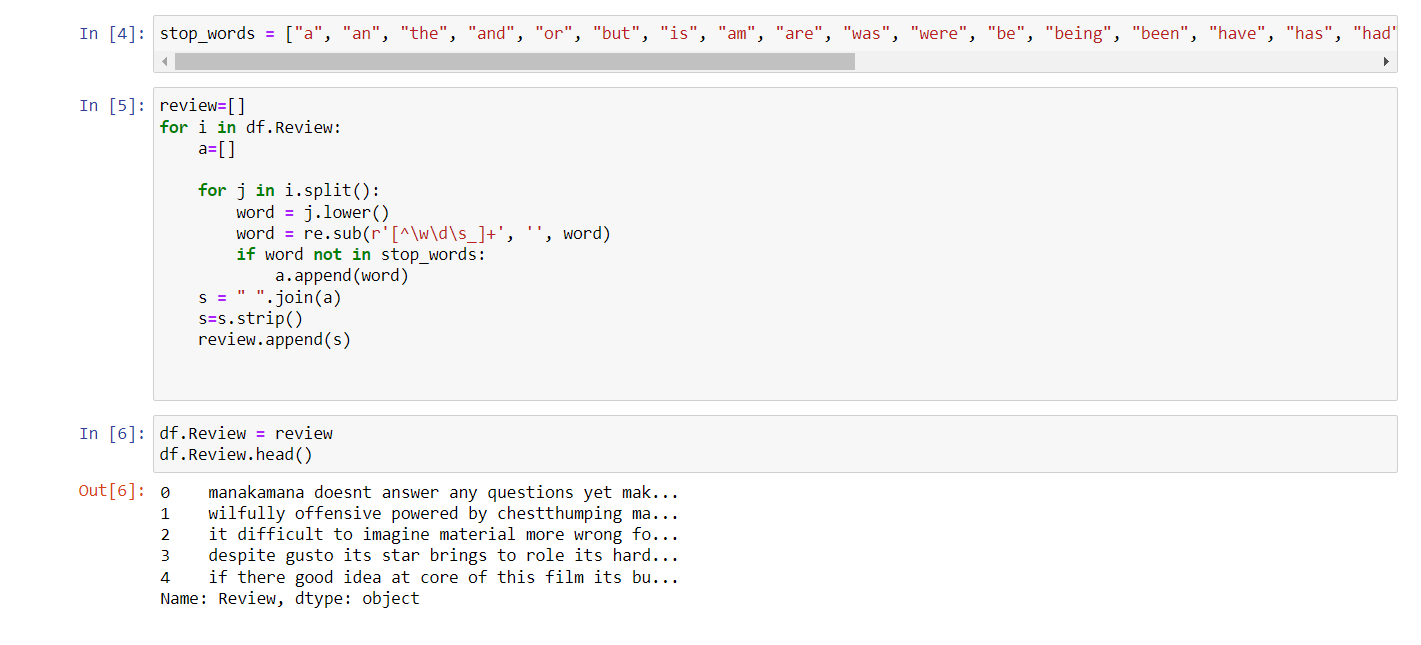 In [4]: stop_words = ["a", "an", "the", "and", "or", "but", "is", "am", "are", "was", "were", "be", "being", "been", "have", "has", "had"
In [5]: review=[]
for i in df.Review:
    a=[]
    for j in i.split():
        word = j.lower()
        word = re.sub(r'[^\w\d\s_]+', '', word)
        if word not in stop_words:
            a.append(word)
    s = " ".join(a)
    s=s.strip()
    review.append(s)
In [6]: df.Review = review
df.Review.head()
Out[6]: 0    manakamana doesnt answer any questions yet mak...
1    wilfully offensive powered by chestthumping ma...
2    it difficult to imagine material more wrong fo...
3    despite gusto its star brings to role its hard...
4    if there good idea at core of this film its bu...
Name: Review, dtype: object